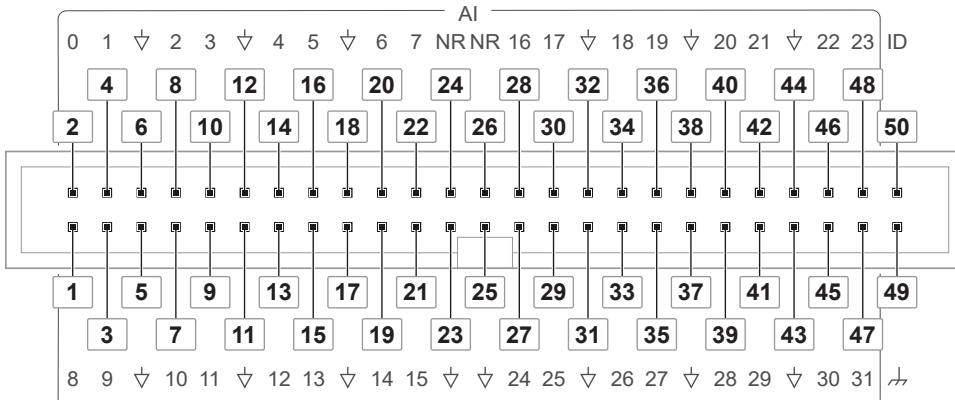 AI
0 1 2 3 4 5 6 7 NR NR 16 17 18 19 20 21 22 23 ID
4 8 12 16 20 24 28 32 36 40 44 48
2 6 10 14 18 22 26 30 34 38 42 46 50
1 5 9 13 17 21 25 29 33 37 41 45 49
3 7 11 15 19 23 27 31 35 39 43 47
8 9 10 11 12 13 14 15 24 25 26 27 28 29 30 31